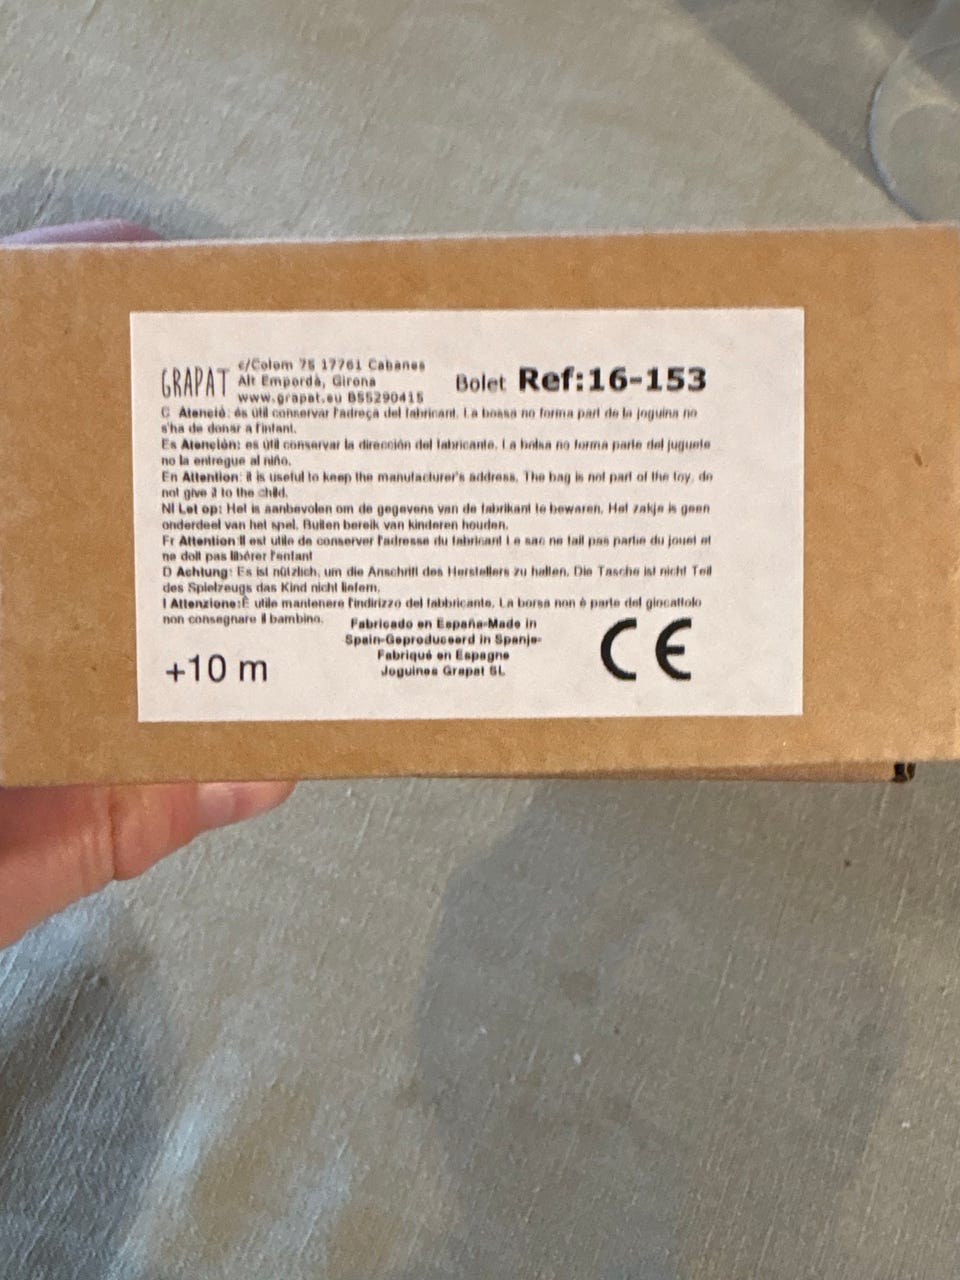 GRAPAT
c/Colom 75 17761 Cabanes
Alt Empordà, Girona
www.grapat.eu B55290415
Bolet Ref:16-153
C Atenció: és útil conservar l'adreça del fabricant. La bossa no forma part de la joguina no
s'ha de donar a l'infant.
Es Atención: es útil conservar la dirección del fabricante. La bolsa no forma parte del juguete
no la entregue al niño.
En Attention: it is useful to keep the manufacturer's address. The bag is not part of the toy, do
not give it to the child.
Nl Let op: Het is aanbevolen om de gegevens van de fabrikant te bewaren. Het zakje is geen
onderdeel van het spel. Buiten bereik van kinderen houden.
Fr Attention Il est utile de conserver l'adresse du fabricant Le sac ne fait pas partie du jouet et
ne doit pas libérer l'enfant
D Achtung: Es ist nützlich, um die Anschrift des Herstellers zu halten. Die Tasche ist nicht Teil
des Spielzeugs das Kind nicht liefern.
I Attenzione:È utile mantenere l'indirizzo del fabbricante. La borsa non è parte del giocattolo
non consegnare il bambino.
Fabricado en España-Made in
Spain-Geproduceerd in Spanje-
Fabriqué en Espagne
Joguines Grapat SL
+10 m
CE